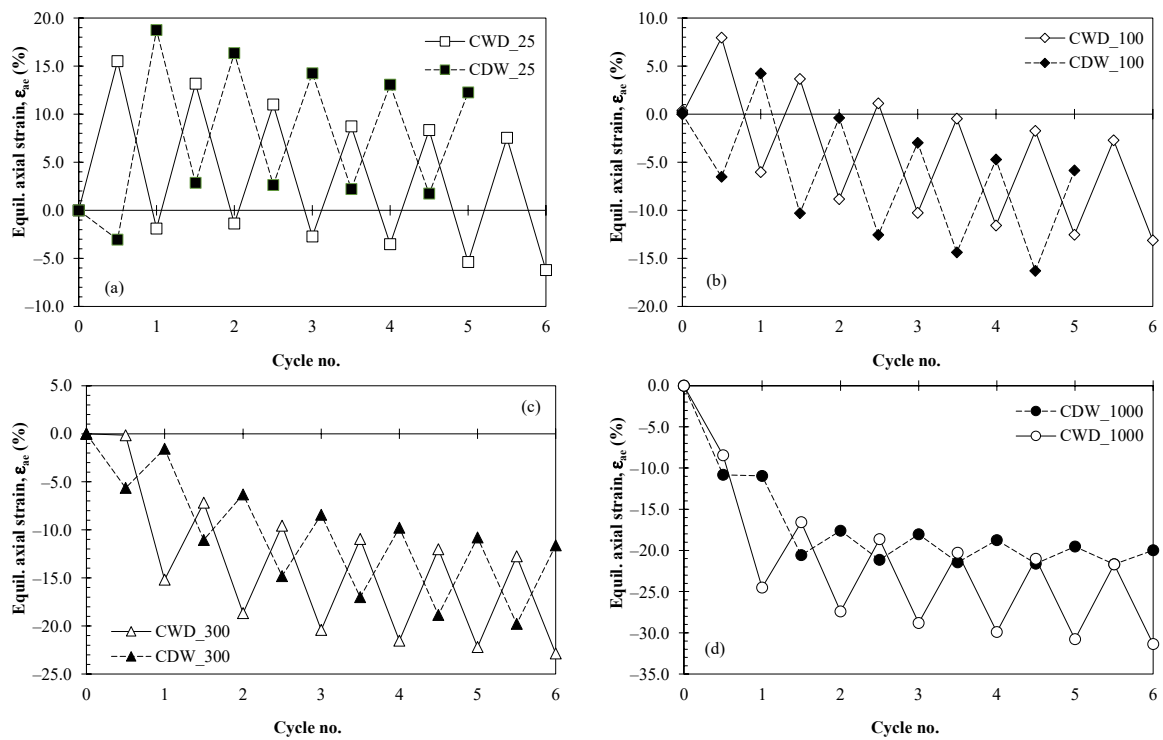 20.0
15.0
10.0
5.0
0.0
–5.0
–10.0
Equil. axial strain, εae (%)
CWD_25
CDW_25
(a)
0 1 2 3 4 5 6
Cycle no.
10.0
5.0
0.0
–5.0
–10.0
–15.0
–20.0
Equil. axial strain, εae (%)
CWD_100
CDW_100
(b)
0 1 2 3 4 5 6
Cycle no.
5.0
0.0
–5.0
–10.0
–15.0
–20.0
–25.0
Equil. axial strain, εae (%)
(c)
CWD_300
CDW_300
0 1 2 3 4 5 6
Cycle no.
0.0
–5.0
–10.0
–15.0
–20.0
–25.0
–30.0
–35.0
Equil. axial strain, εae (%)
CDW_1000
CWD_1000
(d)
0 1 2 3 4 5 6
Cycle no.